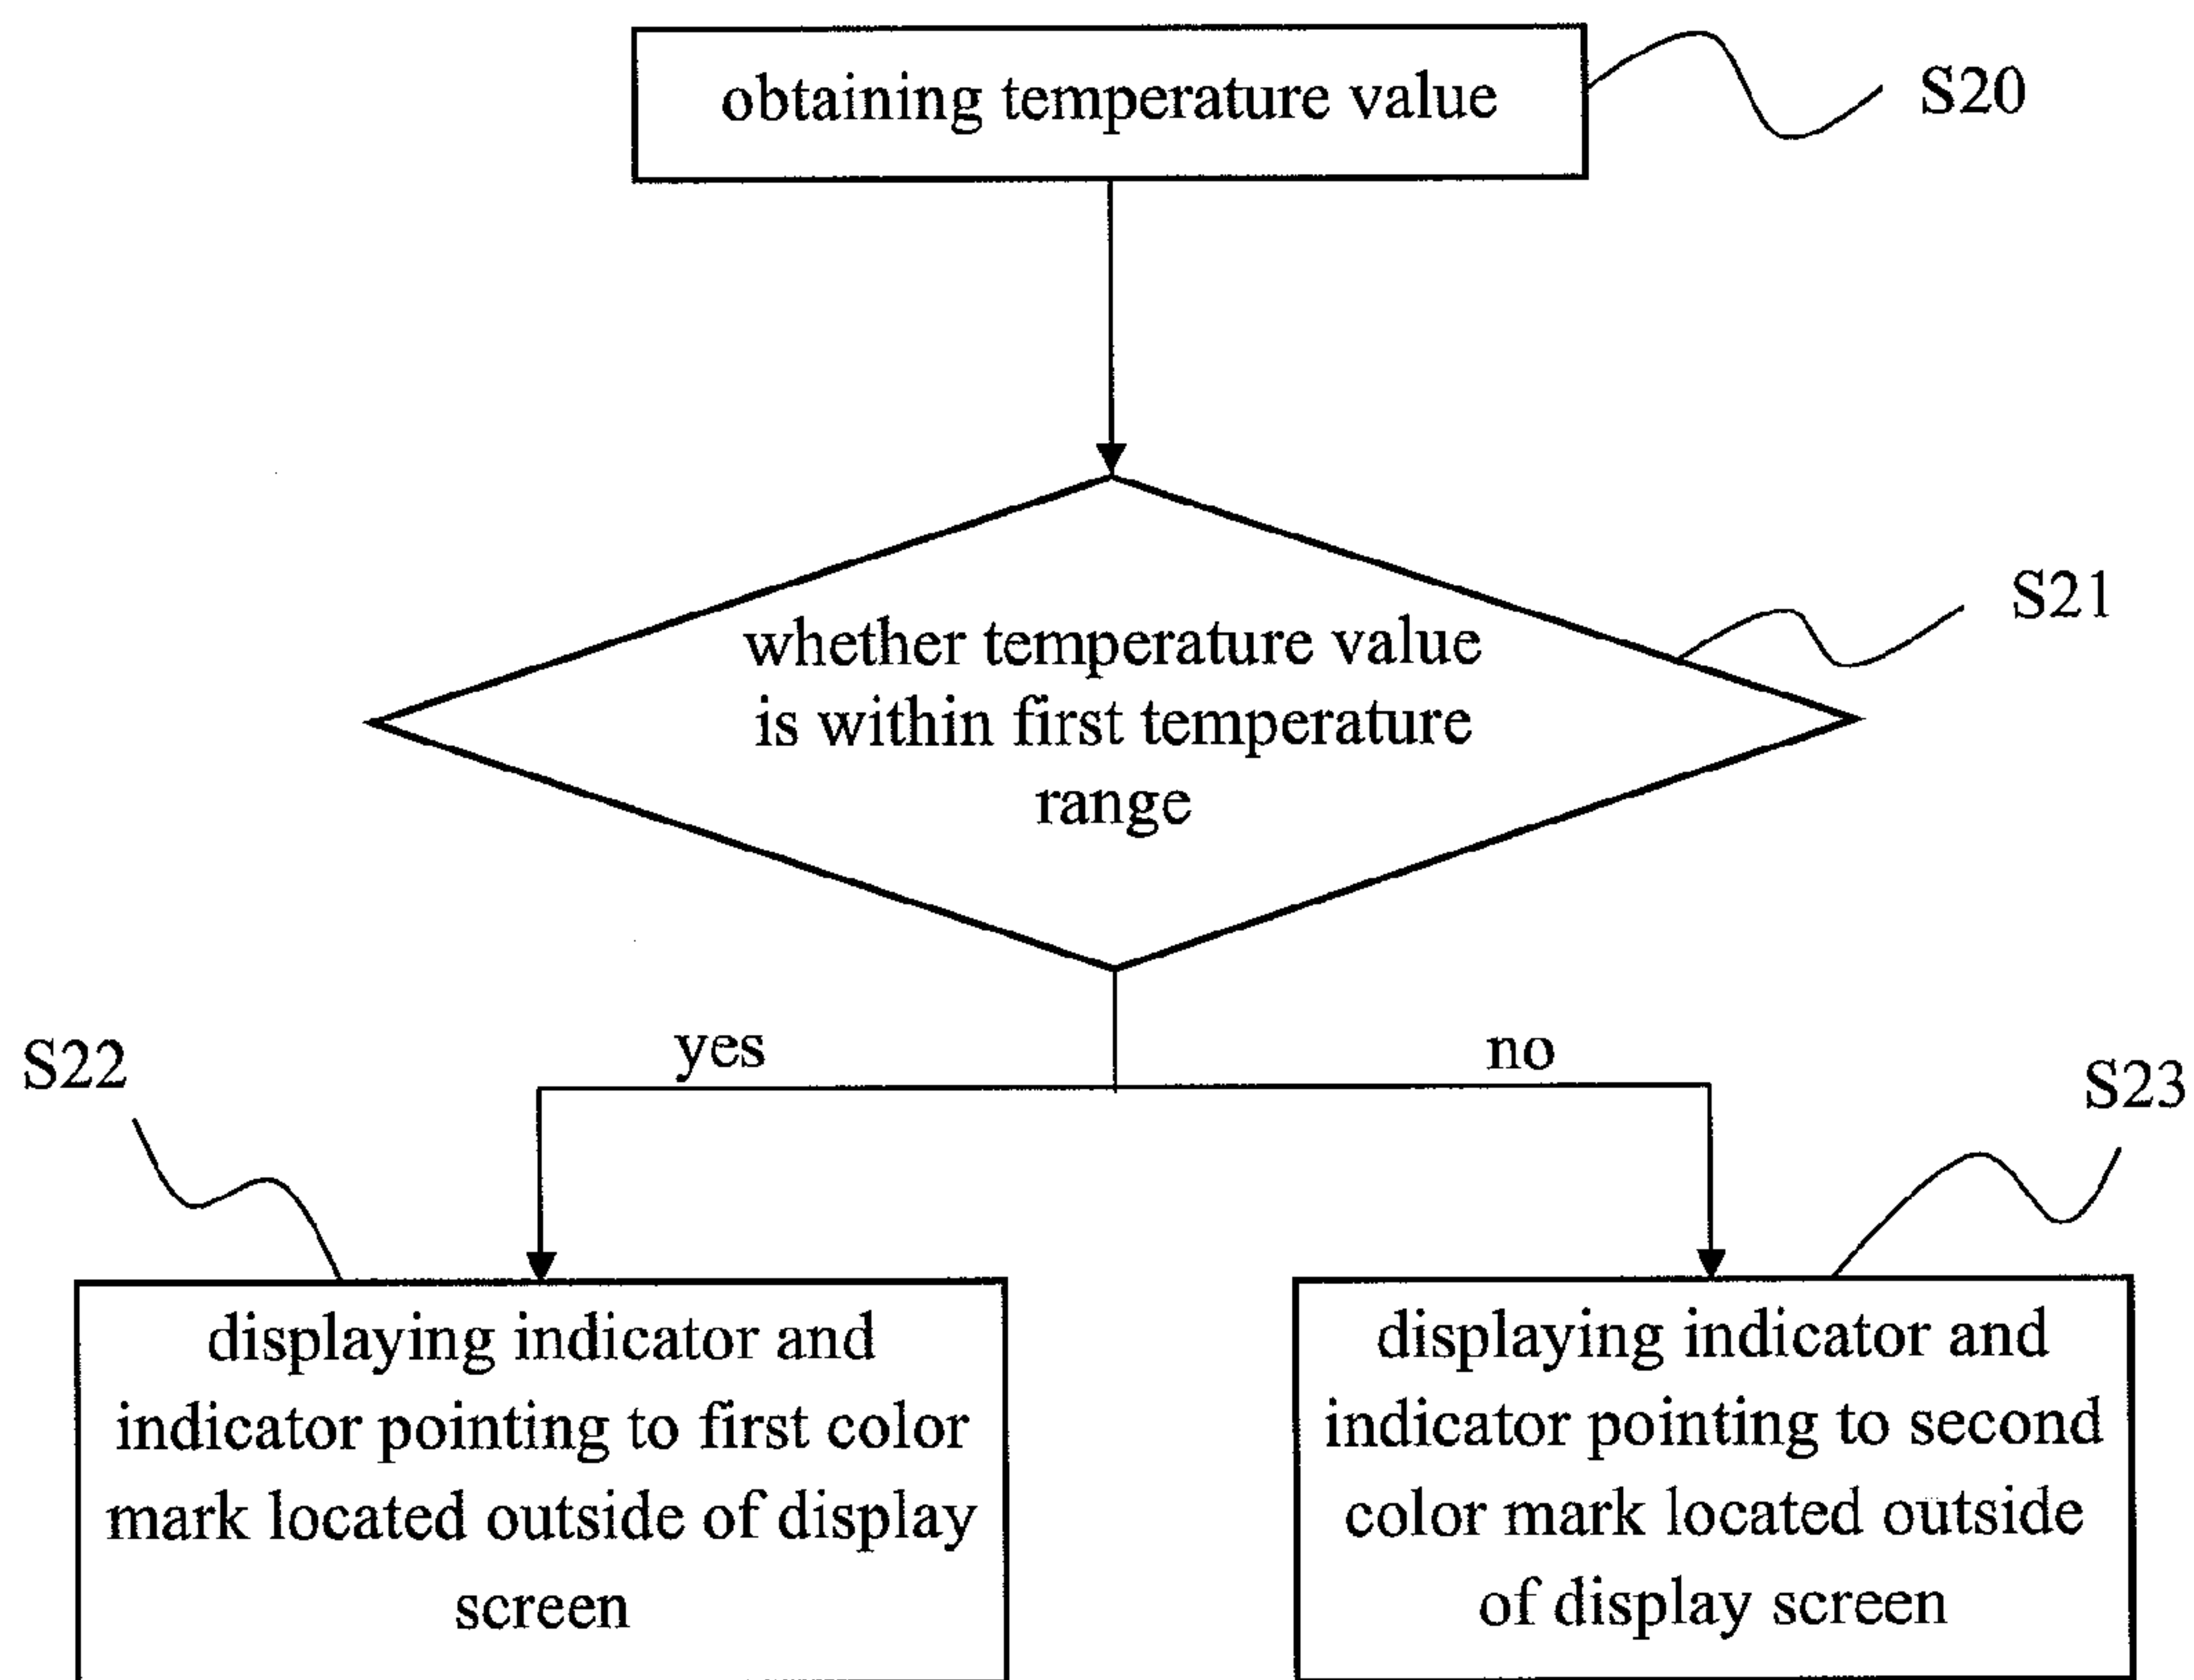 obtaining temperature value
S20
whether temperature value
is within first temperature
range
S21
yes
no
S22
S23
displaying indicator and
indicator pointing to first color
mark located outside of display
screen
displaying indicator and
indicator pointing to second
color mark located outside
of display screen